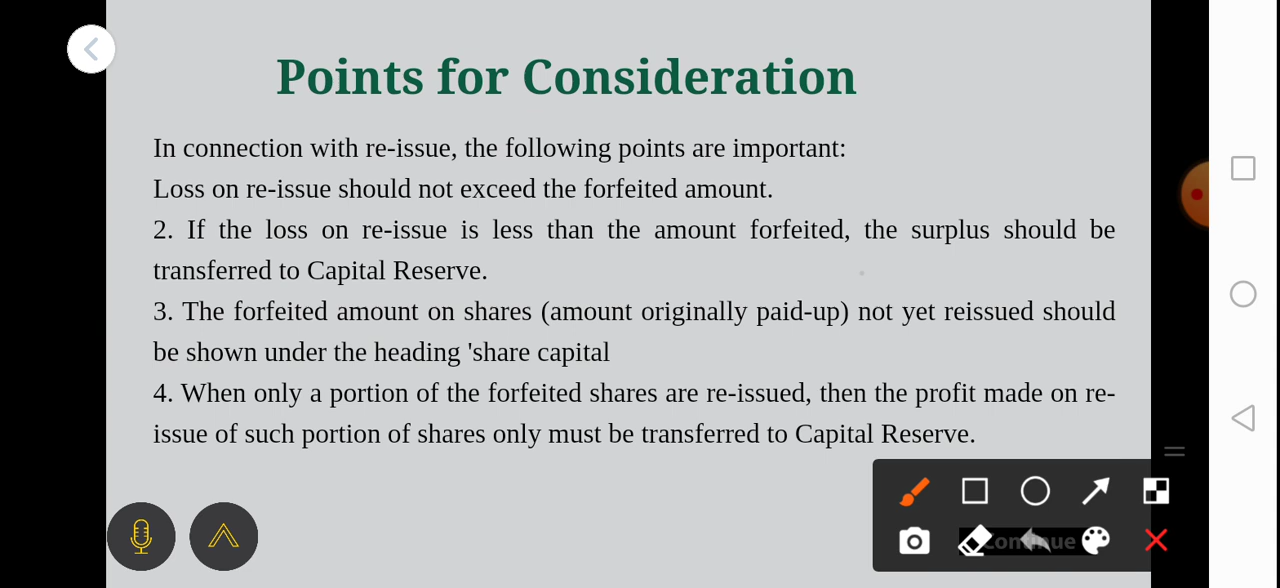 Points for Consideration
In connection with re-issue, the following points are important:
Loss on re-issue should not exceed the forfeited amount.
2. If the loss on re-issue is less than the amount forfeited, the surplus should be
transferred to Capital Reserve.
3. The forfeited amount on shares (amount originally paid-up) not yet reissued should
be shown under the heading 'share capital
4. When only a portion of the forfeited shares are re-issued, then the profit made on re-
issue of such portion of shares only must be transferred to Capital Reserve.
Continue